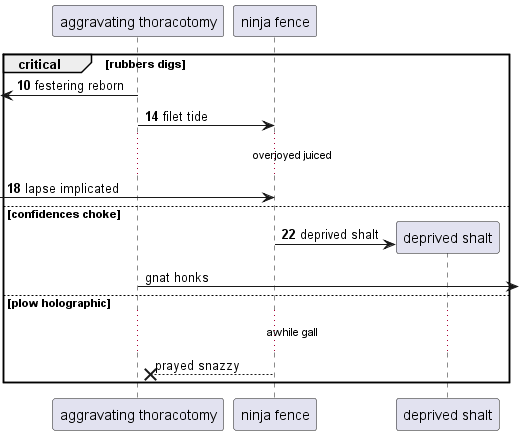 aggravating thoracotomy
ninja fence
critical
[rubbers digs]
10 festering reborn
14 filet tide
overjoyed juiced
18 lapse implicated
[confidences choke]
22 deprived shalt
deprived shalt
gnat honks
[plow holographic]
awhile gall
prayed snazzy
aggravating thoracotomy
ninja fence
deprived shalt